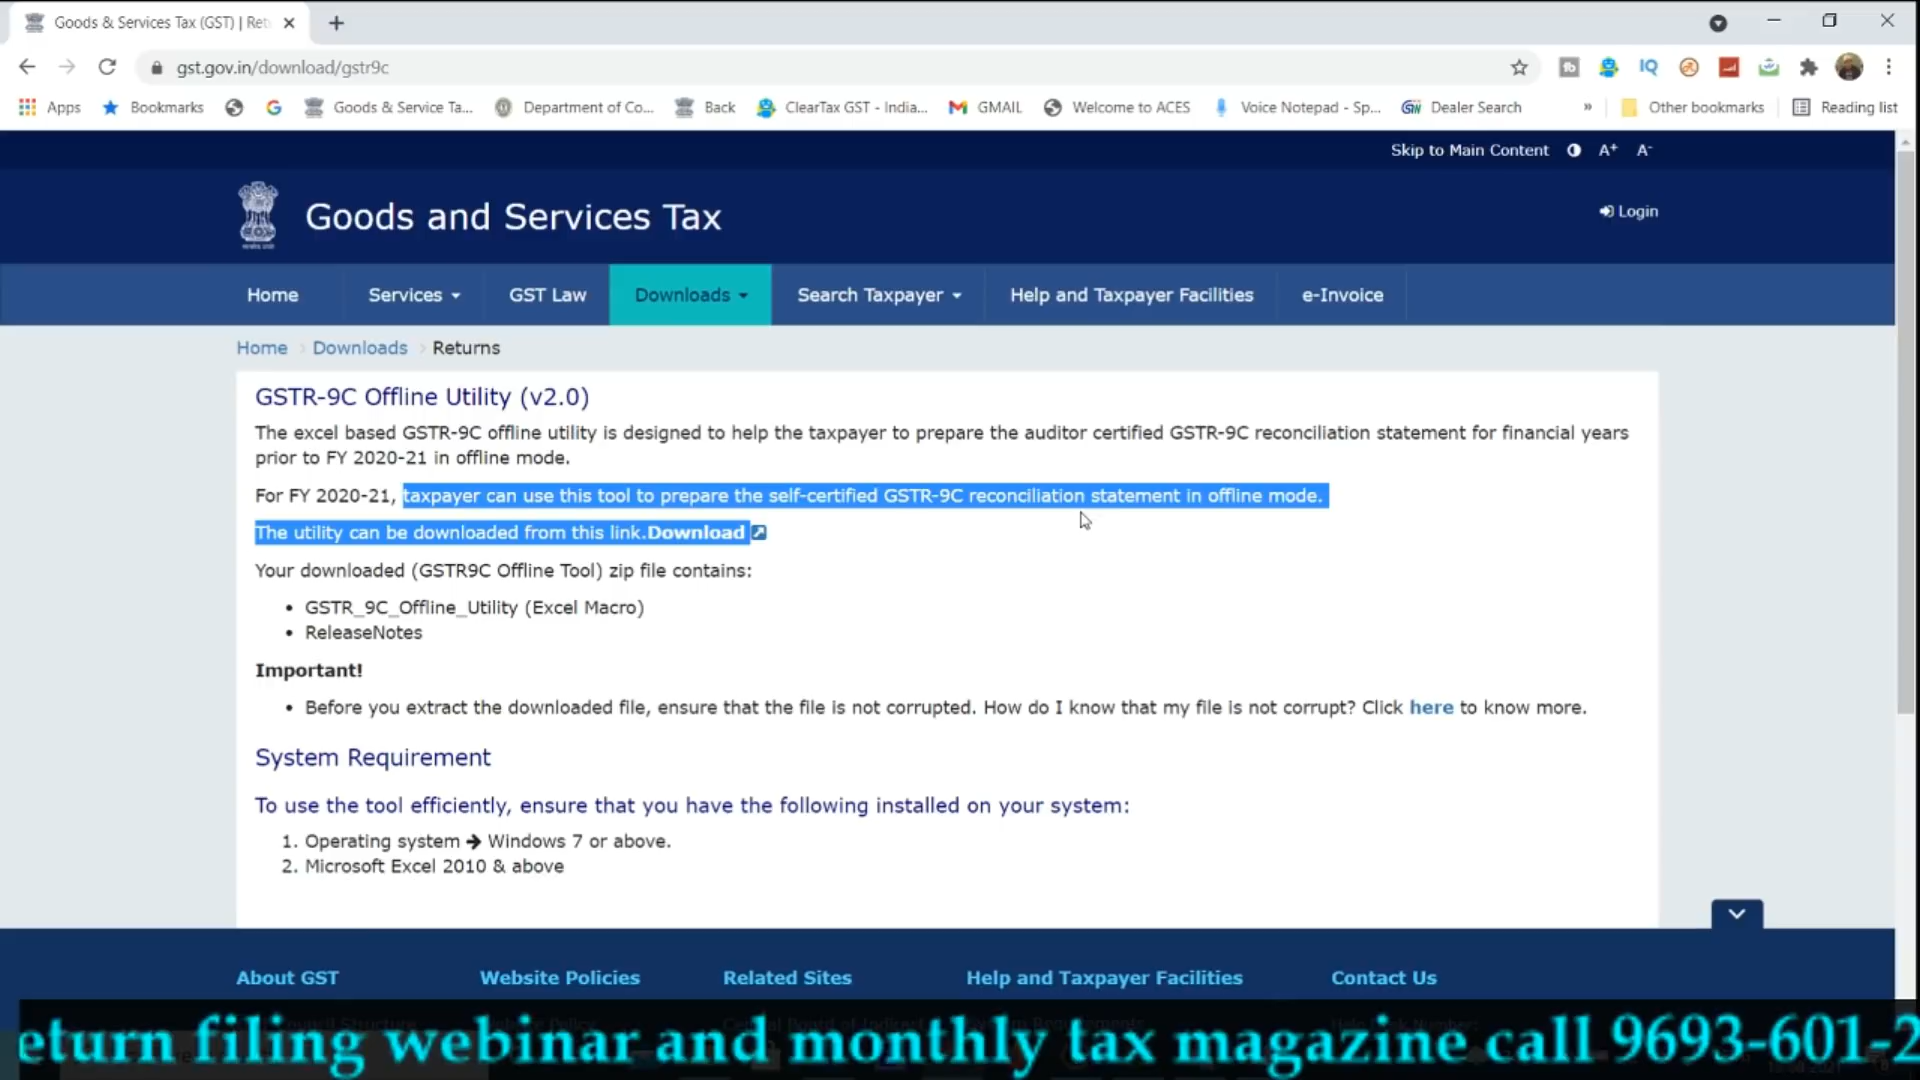 Goods & Services Tax (GST) | Ret
gst.gov.in/download/gstr9c
IQ
Apps
Bookmarks
Goods & Service Ta...
Department of Co...
Back
ClearTax GST - India...
GMAIL
Welcome to ACES
Voice Notepad - Sp...
Dealer Search
»
Other bookmarks
Reading list
Skip to Main Content A+ A-
Goods and Services Tax
Login
Home Services GST Law Downloads Search Taxpayer Help and Taxpayer Facilities e-Invoice
Home Downloads Returns
GSTR-9C Offline Utility (v2.0)
The excel based GSTR-9C offline utility is designed to help the taxpayer to prepare the auditor certified GSTR-9C reconciliation statement for financial years
prior to FY 2020-21 in offline mode.
For FY 2020-21, taxpayer can use this tool to prepare the self-certified GSTR-9C reconciliation statement in offline mode.
The utility can be downloaded from this link.Download
Your downloaded (GSTR9C Offline Tool) zip file contains:
• GSTR_9C_Offline_Utility (Excel Macro)
• ReleaseNotes
Important!
• Before you extract the downloaded file, ensure that the file is not corrupted. How do I know that my file is not corrupt? Click here to know more.
System Requirement
To use the tool efficiently, ensure that you have the following installed on your system:
1. Operating system → Windows 7 or above.
2. Microsoft Excel 2010 & above
About GST Website Policies Related Sites Help and Taxpayer Facilities Contact Us
eturn filing webinar and monthly tax magazine call 9693-601-2